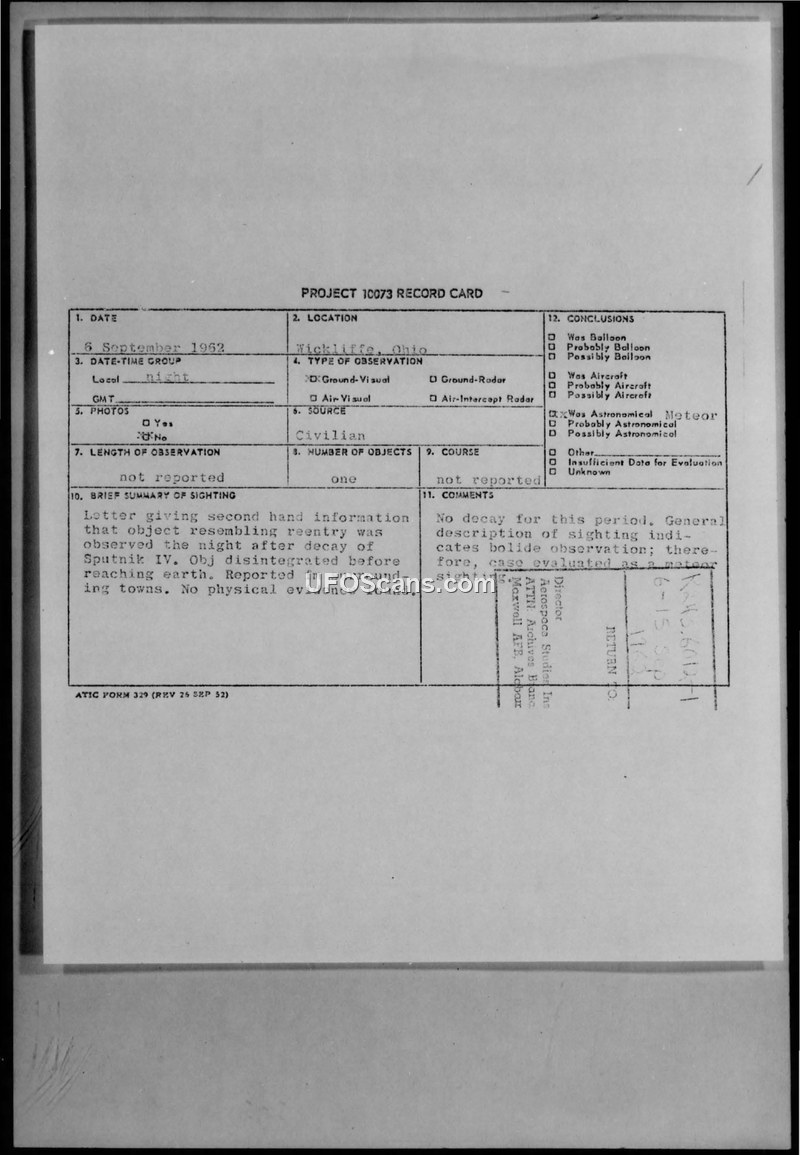 PROJECT 10073 RECORD CARD
1. DATE
6 September 1962
2. LOCATION
Wickliffe, Ohio
12. CONCLUSIONS
Was Balloon
Probably Balloon
Possibly Balloon
Was Aircraft
Probably Aircraft
Possibly Aircraft
Was Astronomical Meteor
Probably Astronomical
Possibly Astronomical
Other
Insufficient Data for Evaluation
Unknown
3. DATE-TIME GROUP
Local night
GMT
4. TYPE OF OBSERVATION
Ground-Visual Ground-Radar
Air-Visual Air-Intercept Radar
5. PHOTOS
Yes
No
6. SOURCE
Civilian
7. LENGTH OF OBSERVATION
not reported
8. NUMBER OF OBJECTS
one
9. COURSE
not reported
10. BRIEF SUMMARY OF SIGHTING
Letter giving second hand information
that object resembling reentry was
observed the night after decay of
Sputnik IV. Obj disintegrated before
reaching earth. Reported
ing towns. No physical
11. COMMENTS
No decay for this period. General
description of sighting indi-
cates bolide observation; there-
fore, case evaluated as a meteor
sighting.
RETURN TO
Director
Aerospace Studies
ATTN: Archives
Maxwell AFB,
ATIC FORM 329 (REV 26 SEP 52)
UFOScans.com